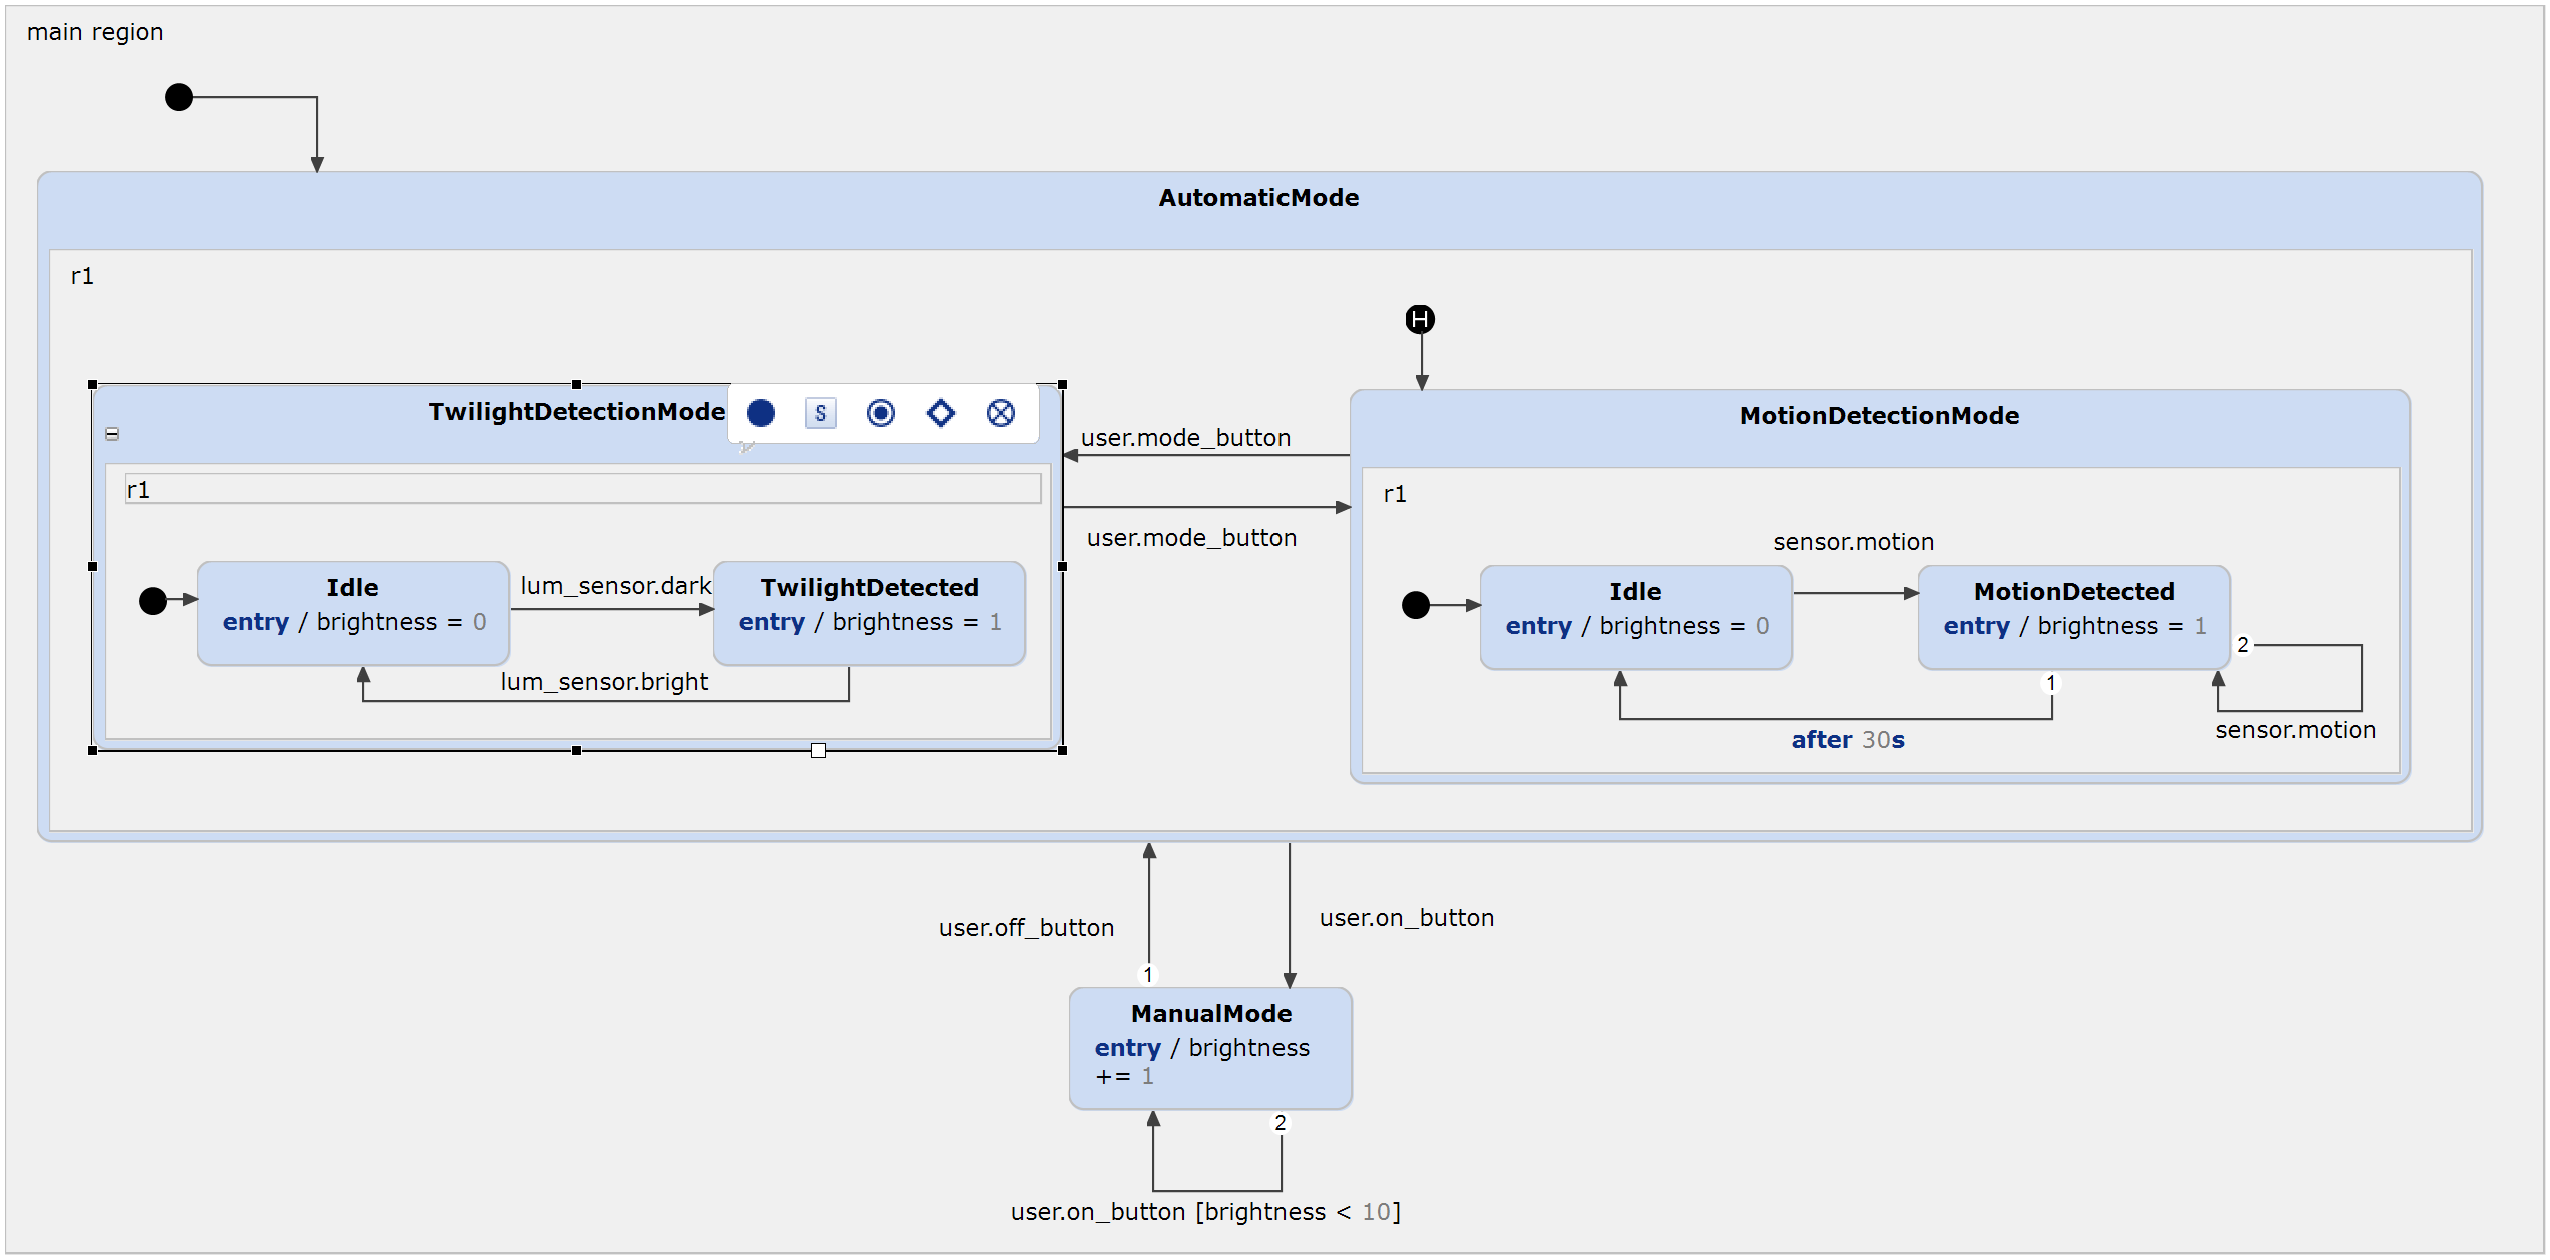 main region
AutomaticMode
r1
H
TwilightDetectionMode
S
MotionDetectionMode
user.mode_button
r1
r1
user.mode_button
sensor.motion
Idle
entry / brightness = 0
lum_sensor.dark
TwilightDetected
entry / brightness = 1
Idle
entry / brightness = 0
MotionDetected
entry / brightness = 1
2
lum_sensor.bright
1
sensor.motion
after 30s
user.off_button
user.on_button
1
ManualMode
entry / brightness
+= 1
2
user.on_button [brightness < 10]